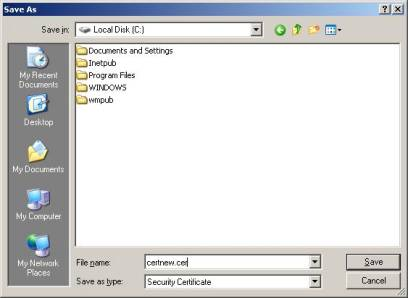 Save As
Save in:
Local Disk (C:)
My Recent
Documents
Desktop
My Documents
My Computer
My Network
Places
Documents and Settings
Inetpub
Program Files
WINDOWS
wmpub
File name:
certnew.cer
Save
Save as type:
Security Certificate
Cancel